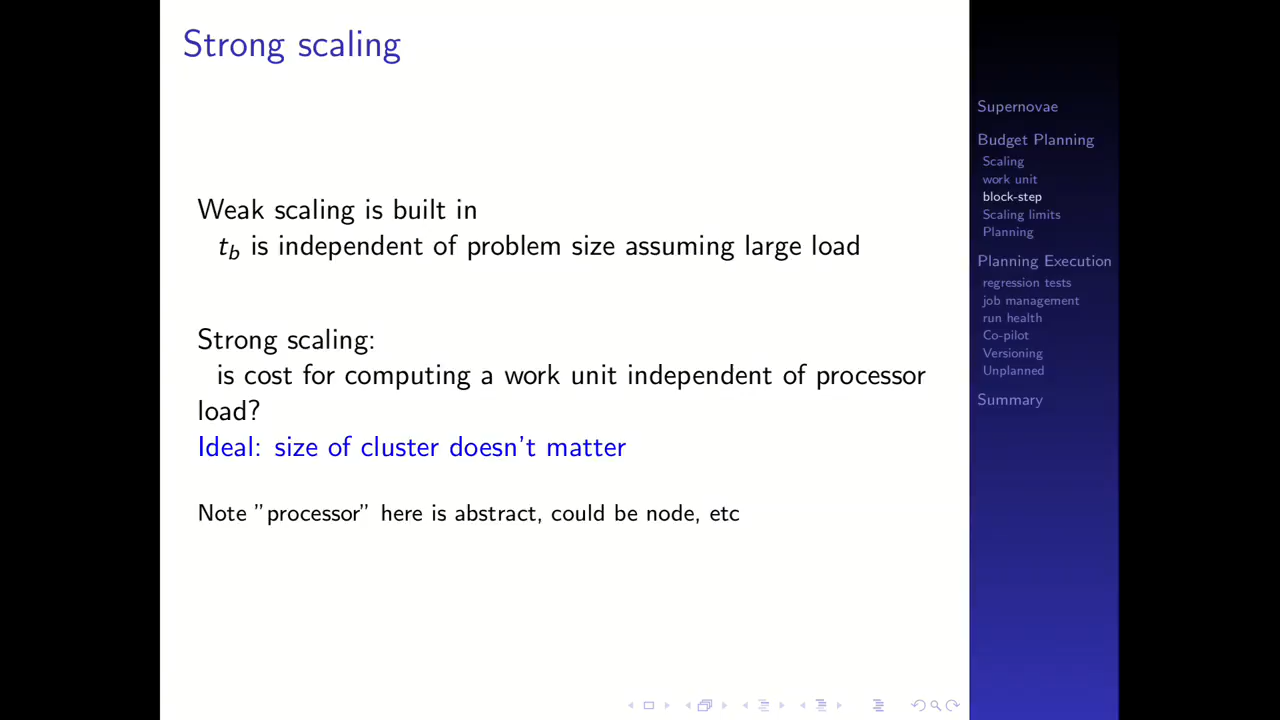 Strong scaling
Weak scaling is built in
t_b is independent of problem size assuming large load
Strong scaling:
is cost for computing a work unit independent of processor
load?
Ideal: size of cluster doesn't matter
Note "processor" here is abstract, could be node, etc
Supernovae
Budget Planning
Scaling
work unit
block-step
Scaling limits
Planning
Planning Execution
regression tests
job management
run health
Co-pilot
Versioning
Unplanned
Summary